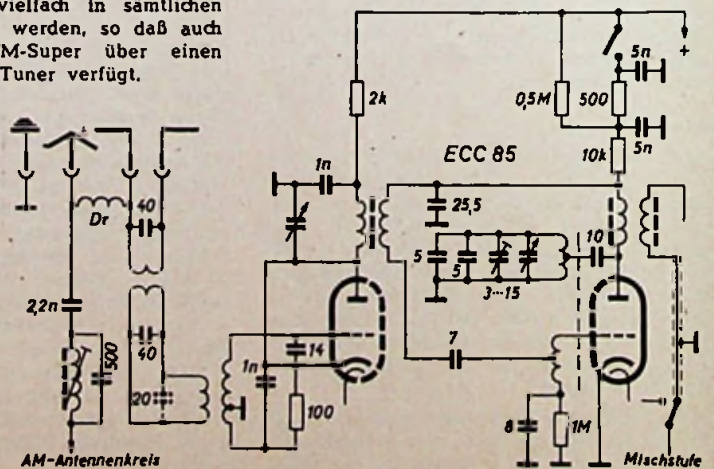 vielfach in sämtlichen
werden, so daß auch
M-Super über einen
Tuner verfügt.
5n
2k
0,5M
500
5n
ECC 85
10k
1n
40
Dr
25,5
5
5
10
3...15
2,2n
500
40
14
7
20
1n
100
8
1M
AM-Antennenkreis
Mischstufe